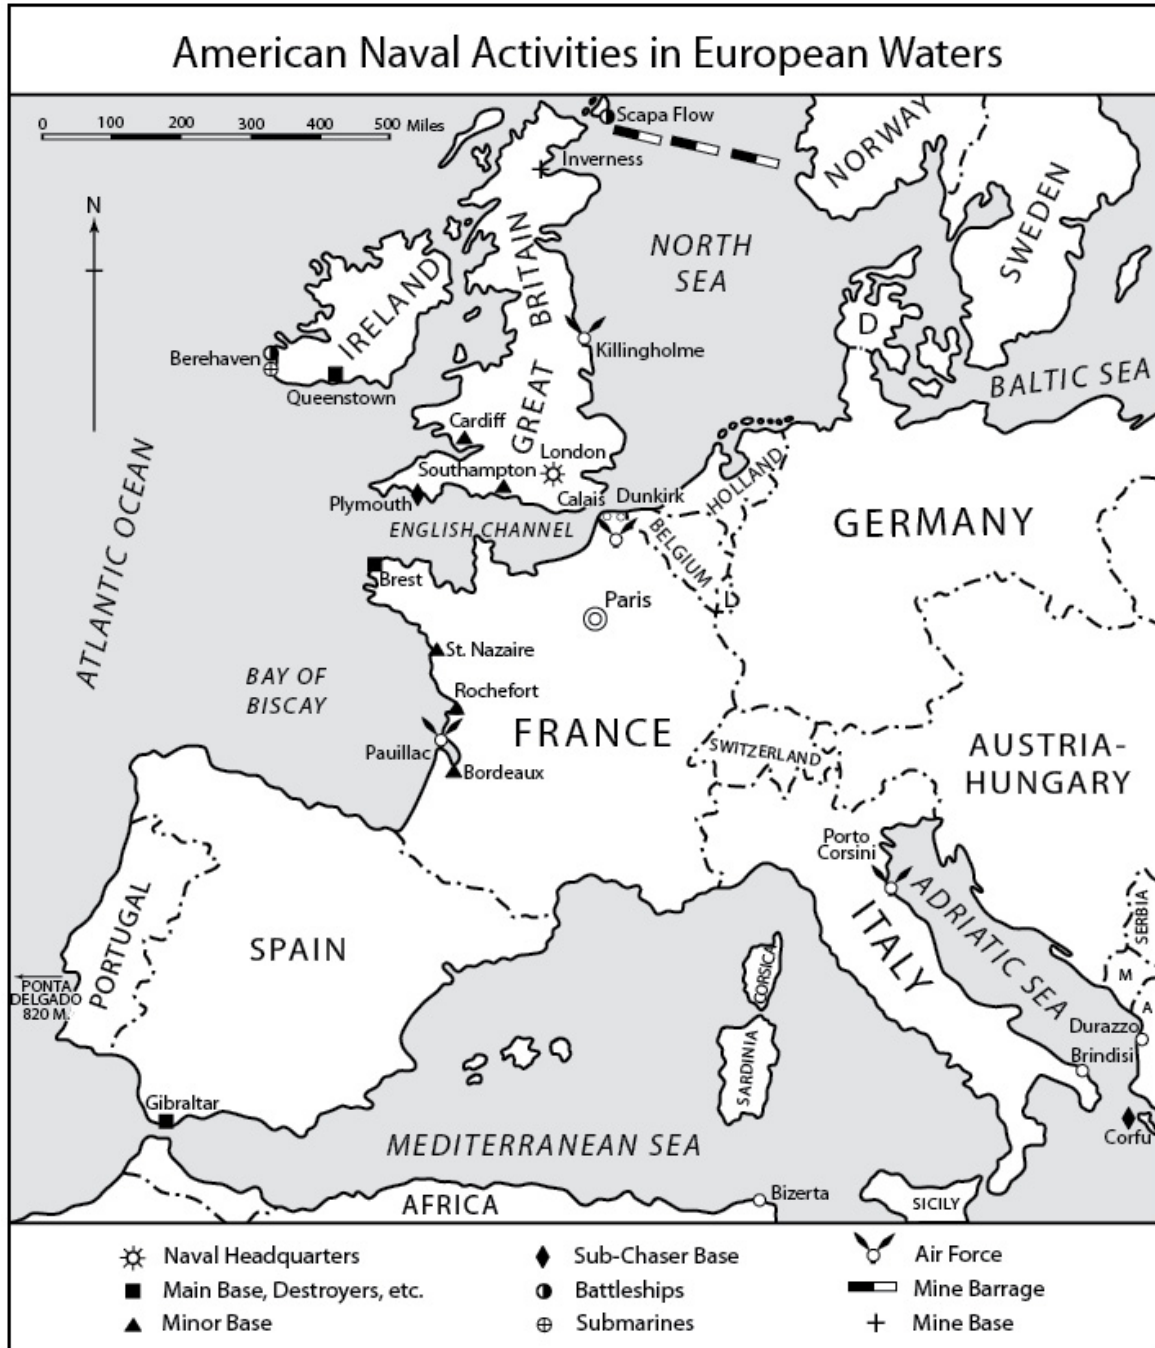 American Naval Activities in European Waters
0 100 200 300 400 500 Miles
Scapa Flow
Inverness
N
NORWAY
SWEDEN
NORTH
SEA
GREAT BRITAIN
IRELAND
D
Killingholme
Berehaven
Queenstown
BALTIC SEA
Cardiff
London
Southampton
Plymouth
Calais
Dunkirk
HOLLAND
ENGLISH CHANNEL
BELGIUM
GERMANY
ATLANTIC OCEAN
Brest
Paris
L
St. Nazaire
BAY OF
BISCAY
Rochefort
FRANCE
Pauillac
Bordeaux
SWITZERLAND
AUSTRIA-
HUNGARY
Porto
Corsini
ADRIATIC SEA
ITALY
SERBIA
M
A
PORTUGAL
SPAIN
CORSICA
PONTA
DELGADO
820 M.
Durazzo
Brindisi
SARDINIA
Gibraltar
Corfu
MEDITERRANEAN SEA
AFRICA
Bizerta
SICILY
Naval Headquarters
Main Base, Destroyers, etc.
Minor Base
Sub-Chaser Base
Battleships
Submarines
Air Force
Mine Barrage
Mine Base